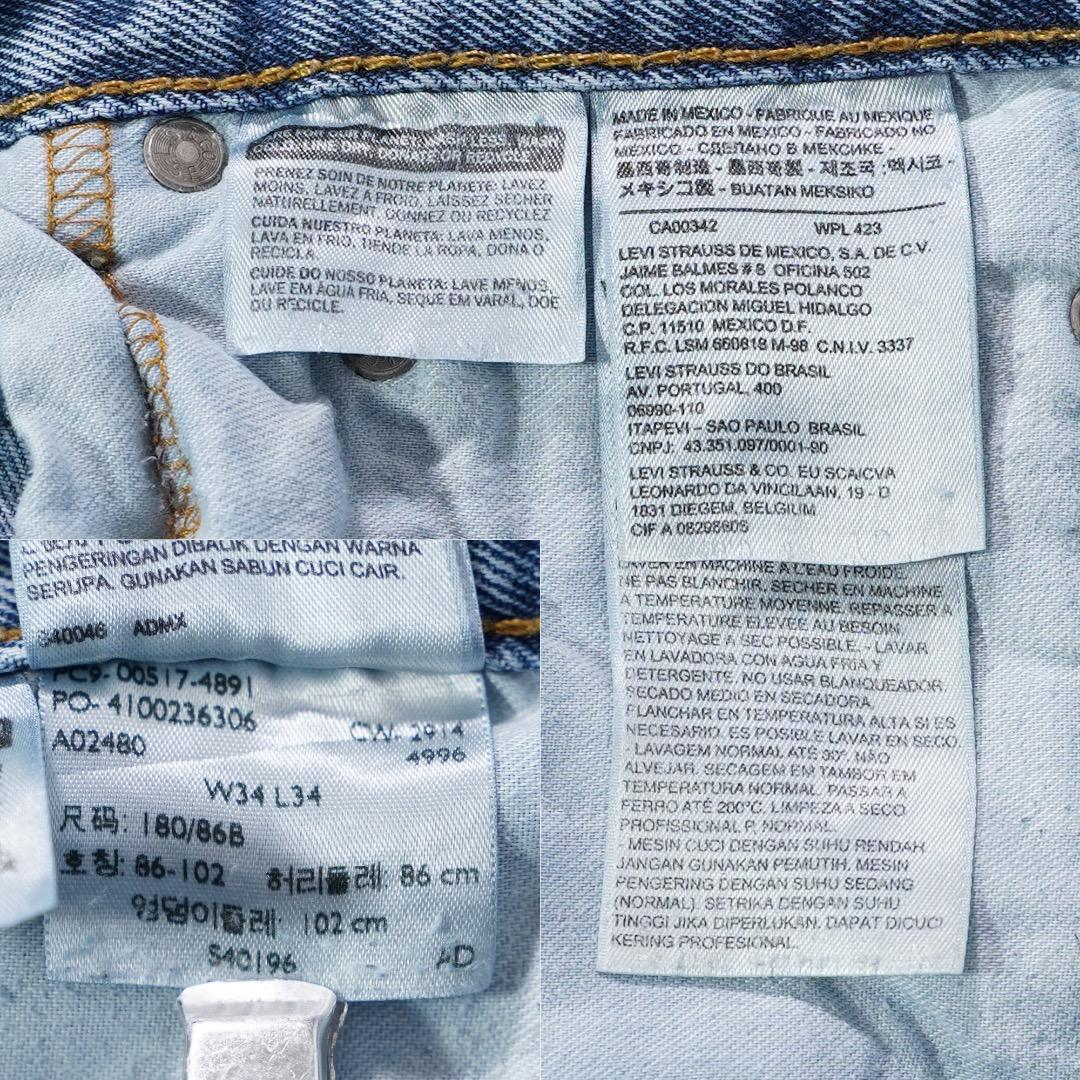 PRENEZ SOIN DE NOTRE PLANETE: LAVEZ
MOINS, LAVEZ A FROID, LAISSEZ SECHER
NATURELLEMENT, DONNEZ OU RECYCLEZ
CUIDA NUESTRO PLANETA: LAVA MENOS,
LAVA EN FRIO, TIENDE LA ROPA, DONA O
RECICLA
CUIDE DO NOSSO PLANETA: LAVE MENOS,
LAVE EM ÁGUA FRIA, SEQUE EM VARAL, DOE
OU RECICLE.
MADE IN MEXICO - FABRIQUE AU MEXIQUE
FABRICADO EN MEXICO - FABRICADO NO
MEXICO - СДЕЛАНО В МЕКСИКЕ -
墨西哥制造 - 墨西哥製 - 제조국:멕시코 -
メキシコ製 - BUATAN MEKSIKO
CA00342 WPL 423
LEVI STRAUSS DE MEXICO, S.A. DE C.V.
JAIME BALMES # 8 OFICINA 502
COL. LOS MORALES POLANCO
DELEGACION MIGUEL HIDALGO
C.P. 11510 MEXICO D.F.
R.F.C. LSM 660618 M-98 C.N.I.V. 3337
LEVI STRAUSS DO BRASIL
AV. PORTUGAL, 400
06690-110
ITAPEVI - SAO PAULO BRASIL
CNPJ: 43.351.097/0001-90
LEVI STRAUSS & CO. EU SCA/CVA
LEONARDO DA VINCILAAN, 19 - D
1831 DIEGEM, BELGIUM
CIF A 08298606
LAVER EN MACHINE A L'EAU FROIDE.
NE PAS BLANCHIR. SECHER EN MACHINE
A TEMPERATURE MOYENNE. REPASSER A
TEMPERATURE ELEVEE AU BESOIN.
NETTOYAGE A SEC POSSIBLE. - LAVAR
EN LAVADORA CON AGUA FRIA Y
DETERGENTE. NO USAR BLANQUEADOR.
SECADO MEDIO EN SECADORA.
PLANCHAR EN TEMPERATURA ALTA SI ES
NECESARIO. ES POSIBLE LAVAR EN SECO.
- LAVAGEM NORMAL ATÉ 30°. NÃO
ALVEJAR. SECAGEM EM TAMBOR EM
TEMPERATURA NORMAL. PASSAR A
FERRO ATÉ 200°C. LIMPEZA A SECO
PROFISSIONAL P, NORMAL.
- MESIN CUCI DENGAN SUHU RENDAH
JANGAN GUNAKAN PEMUTIH. MESIN
PENGERING DENGAN SUHU SEDANG
(NORMAL). SETRIKA DENGAN SUHU
TINGGI JIKA DIPERLUKAN. DAPAT DICUCI
KERING PROFESIONAL.
PENGERINGAN DIBALIK DENGAN WARNA
SERUPA. GUNAKAN SABUN CUCI CAIR.
S40046 ADMX
PC9- 00517-4891
PO- 4100236306 CW- 2914
A02480 4996
W34 L34
尺码: 180/86B
호칭: 86-102 허리둘레: 86 cm
엉덩이둘레: 102 cm
S40196 AD